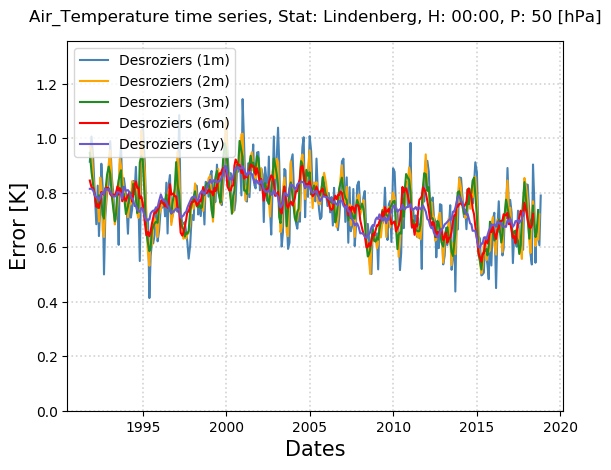 Air_Temperature time series, Stat: Lindenberg, H: 00:00, P: 50 [hPa]
Desroziers (1m)
Desroziers (2m)
Desroziers (3m)
Desroziers (6m)
Desroziers (1y)
Error [K]
1.2
1.0
0.8
0.6
0.4
0.2
0.0
1995 2000 2005 2010 2015 2020
Dates